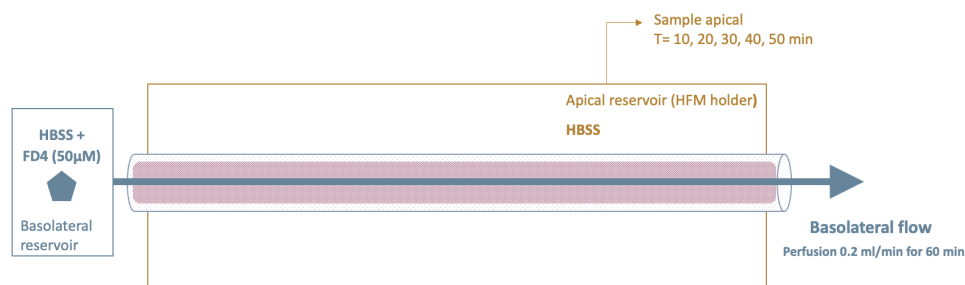 Sample apical
T= 10, 20, 30, 40, 50 min
Apical reservoir (HFM holder)
HBSS
HBSS +
FD4 (50µM)
Basolateral
reservoir
Basolateral flow
Perfusion 0.2 ml/min for 60 min